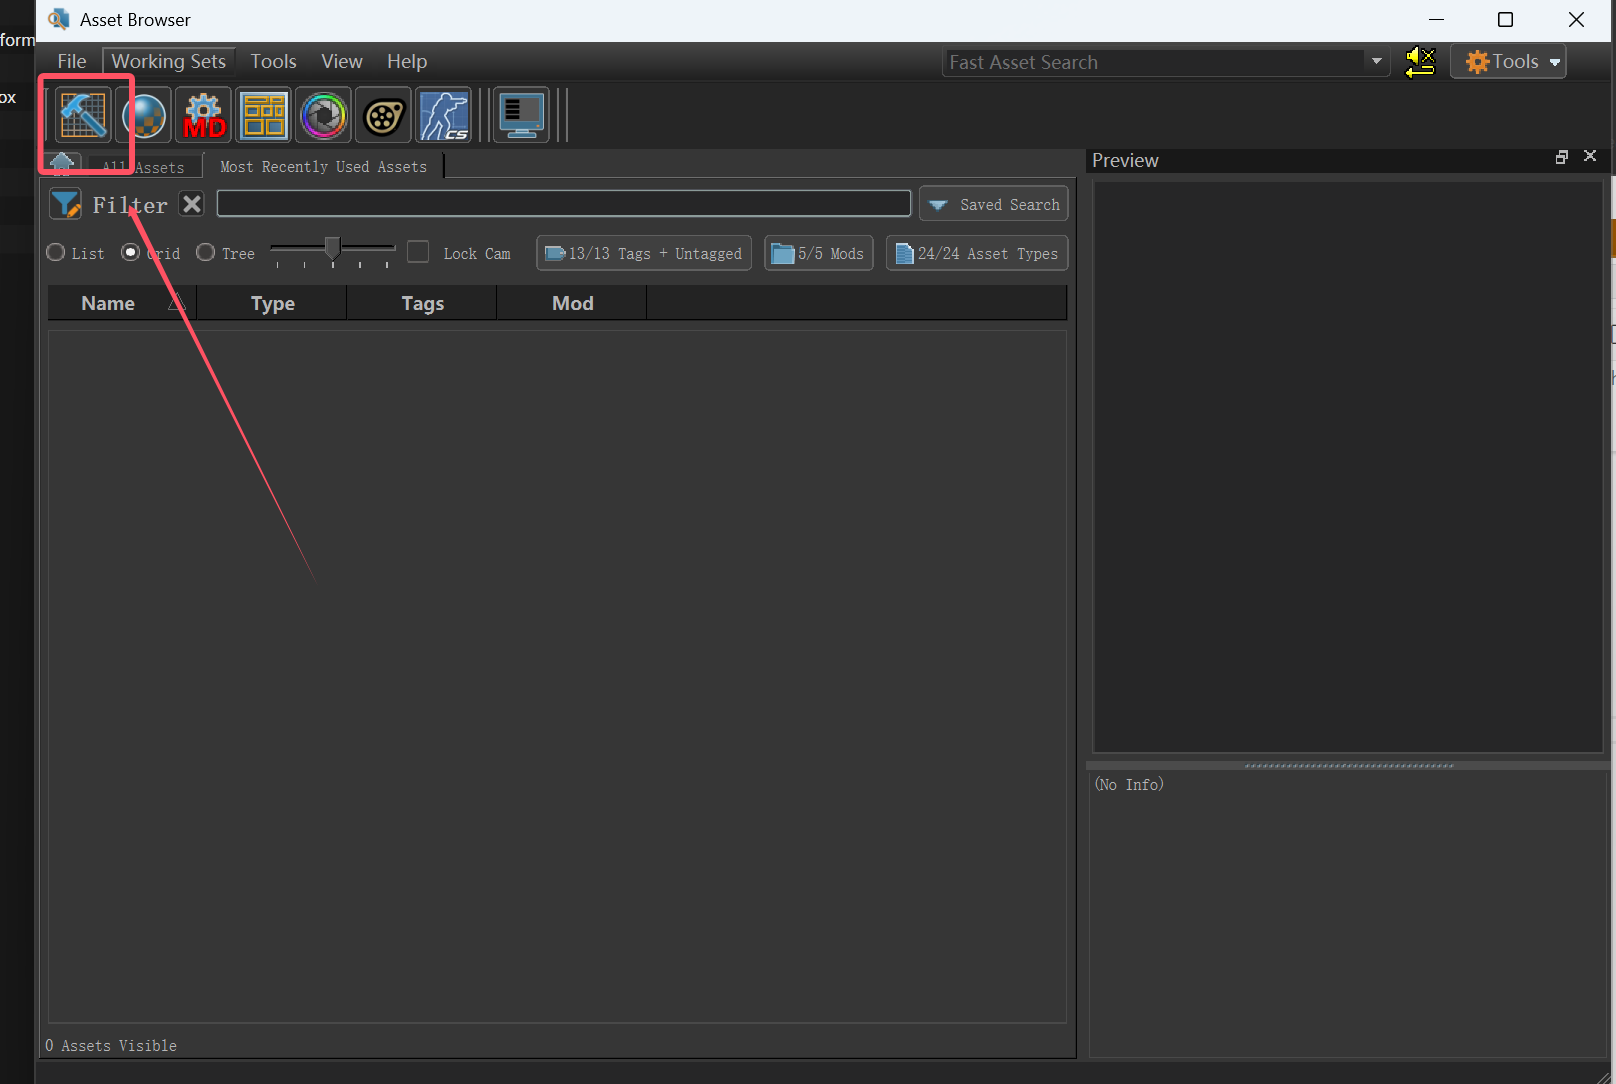 Asset Browser
form
File Working Sets Tools View Help
Fast Asset Search
Tools
ox
MD
CS
All Assets
Most Recently Used Assets
Preview
Filter
Saved Search
List Grid Tree
Lock Cam
13/13 Tags + Untagged
5/5 Mods
24/24 Asset Types
Name Type Tags Mod
(No Info)
0 Assets Visible